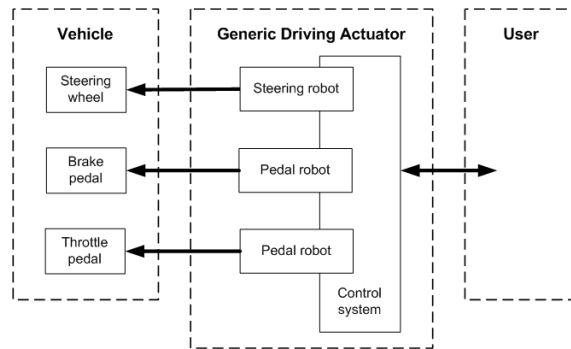 Vehicle
Generic Driving Actuator
User
Steering
wheel
Steering robot
Brake
pedal
Pedal robot
Throttle
pedal
Pedal robot
Control
system